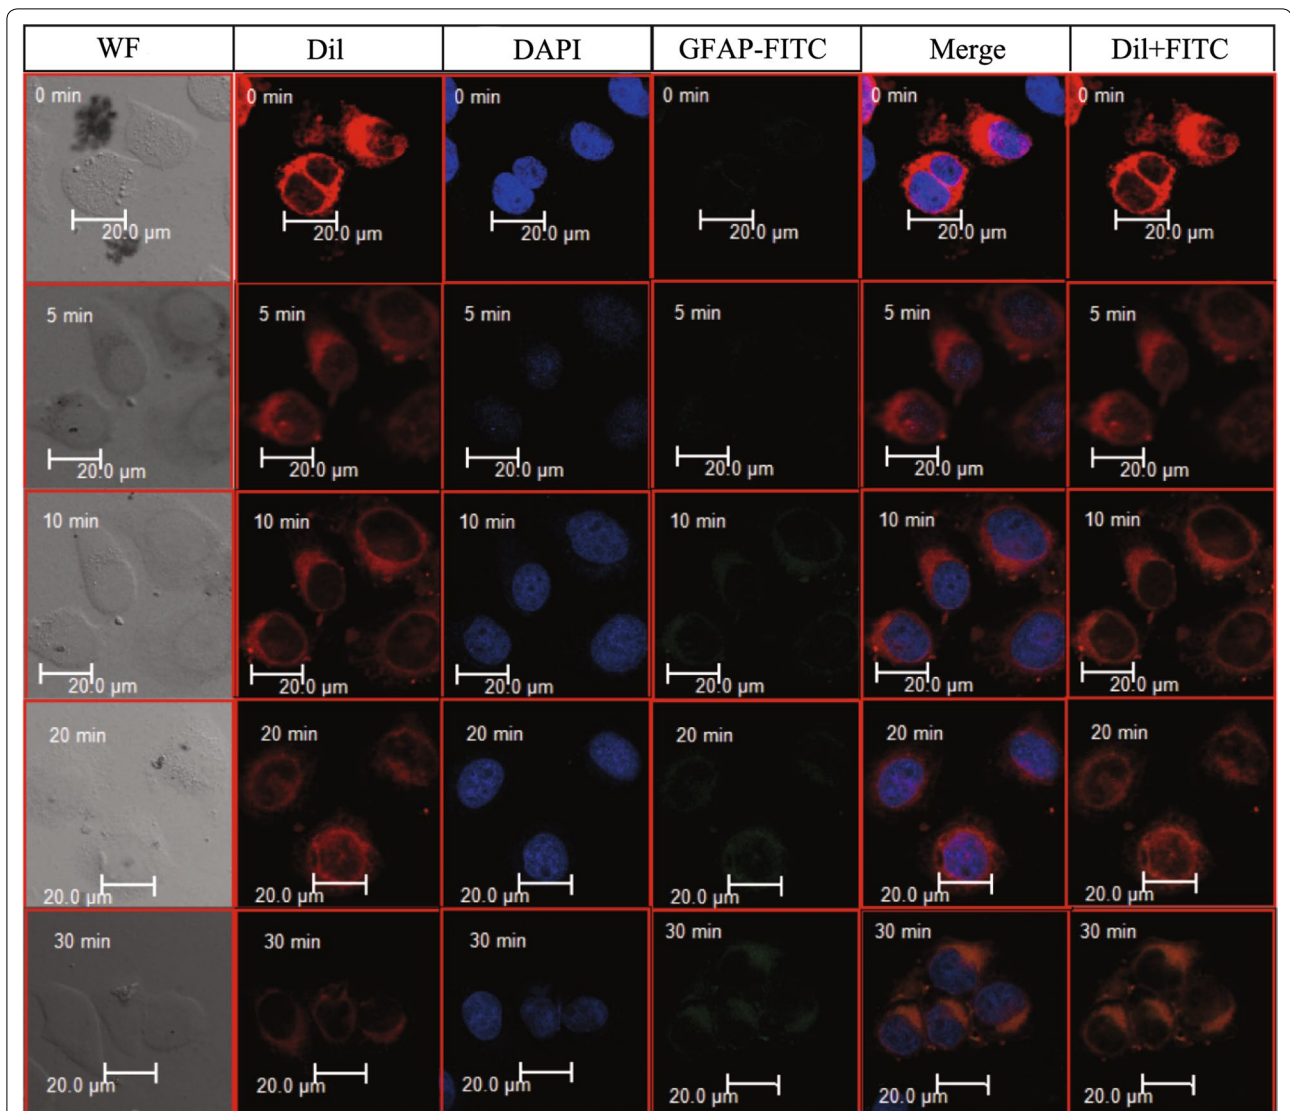 WF Dil DAPI GFAP-FITC Merge Dil+FITC
0 min 0 min 0 min 0 min 0 min 0 min
20.0 µm 20.0 µm 20.0 µm 20.0 µm 20.0 µm 20.0 µm
5 min 5 min 5 min 5 min 5 min 5 min
20.0 µm 20.0 µm 20.0 µm 20.0 µm 20.0 µm 20.0 µm
10 min 10 min 10 min 10 min 10 min 10 min
20.0 µm 20.0 µm 20.0 µm 20.0 µm 20.0 µm 20.0 µm
20 min 20 min 20 min 20 min 20 min 20 min
20.0 µm 20.0 µm 20.0 µm 20.0 µm 20.0 µm 20.0 µm
30 min 30 min 30 min 30 min 30 min 30 min
20.0 µm 20.0 µm 20.0 µm 20.0 µm 20.0 µm 20.0 µm